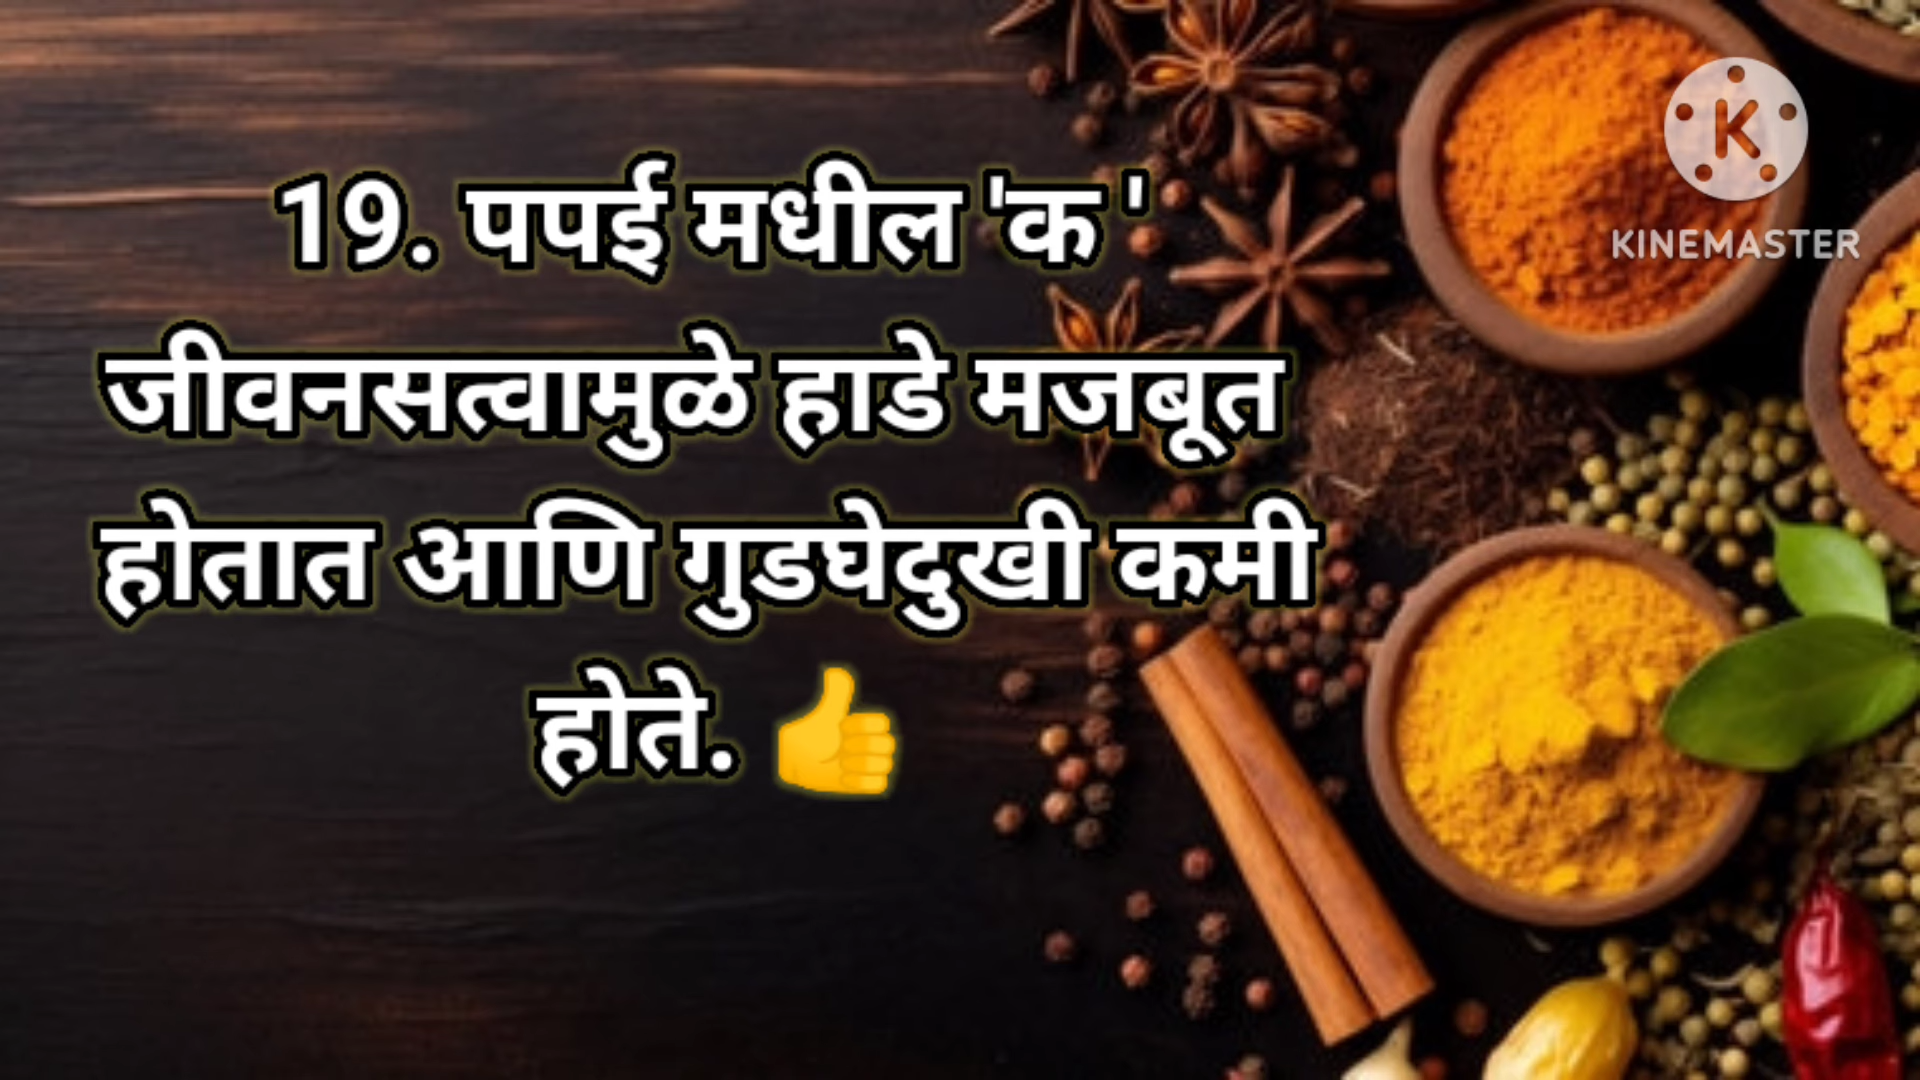 19. पपई मधील 'क '
जीवनसत्वामुळे हाडे मजबूत
होतात आणि गुडघेदुखी कमी
होते. 👍
K
KINEMASTER